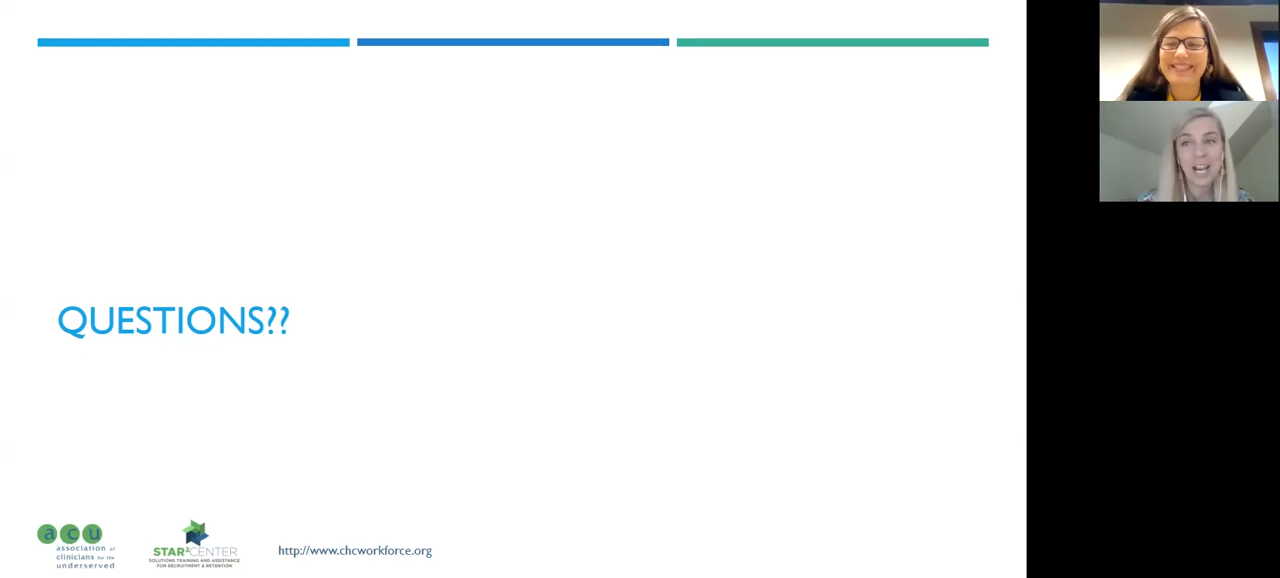 QUESTIONS??
acu
association of
clinicians for the
underserved
STAR²CENTER
SOLUTIONS TRAINING AND ASSISTANCE
FOR RECRUITMENT & RETENTION
http://www.chcworkforce.org